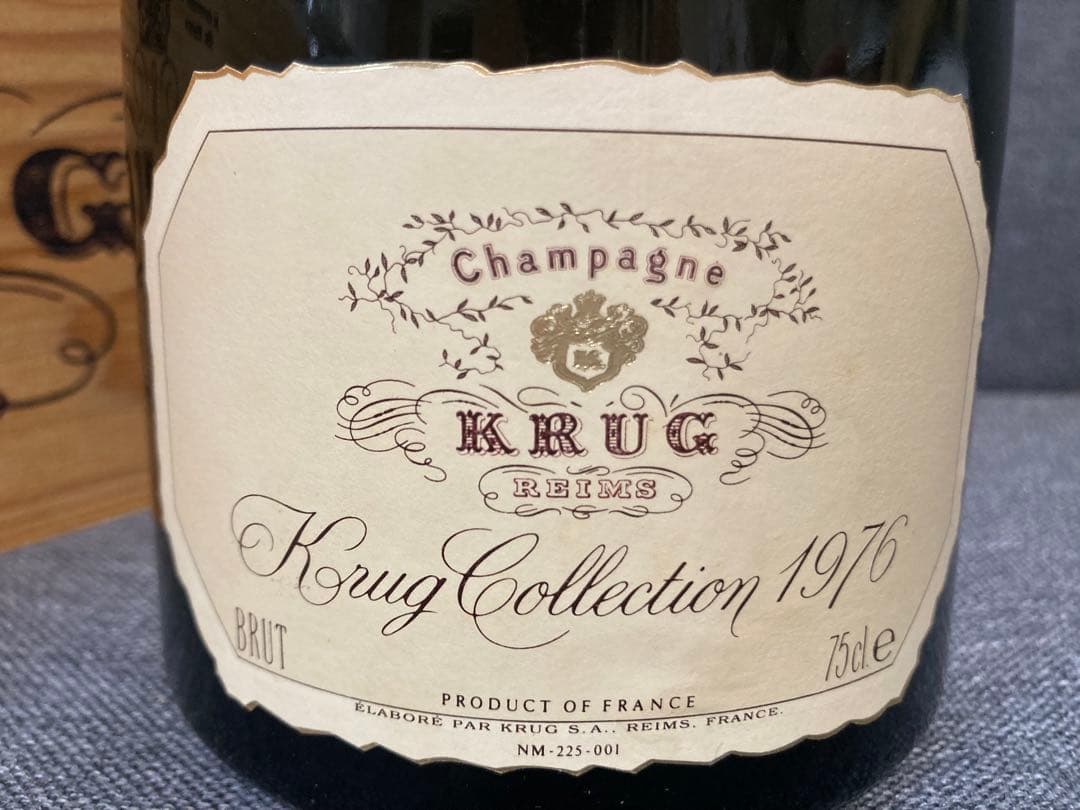 Champagne
KRUG
REIMS
Krug Collection 1976
BRUT
75cl.e
PRODUCT OF FRANCE
ÉLABORÉ PAR KRUG S.A., REIMS. FRANCE.
NM-225-001
G